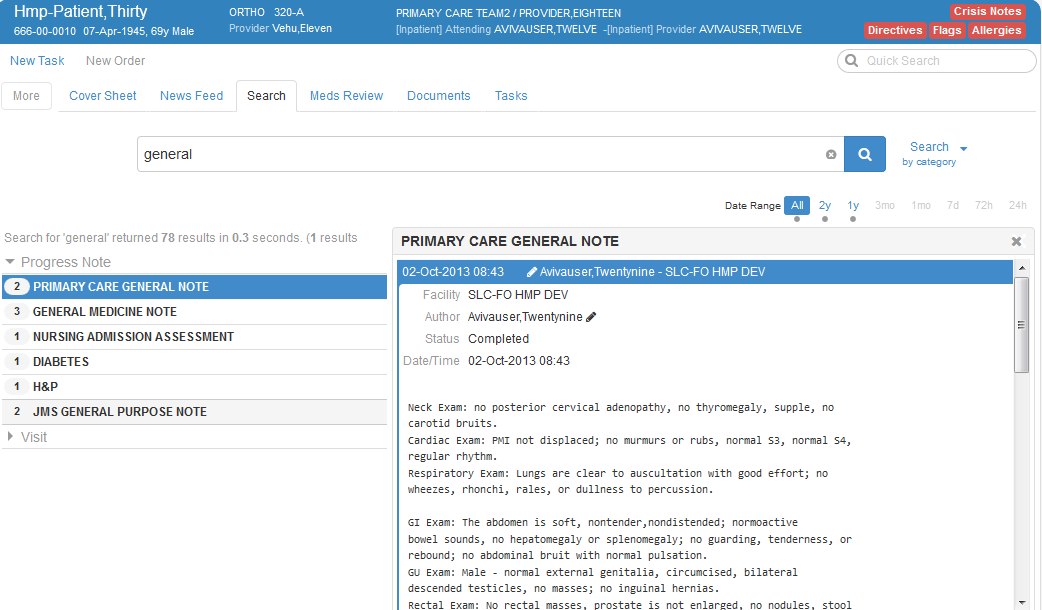 Hmp-Patient,Thirty
666-00-0010 07-Apr-1945, 69y Male
ORTHO 320-A
Provider Vehu,Eleven
PRIMARY CARE TEAM2 / PROVIDER,EIGHTEEN
[Inpatient] Attending AVIVAUSER,TWELVE -[Inpatient] Provider AVIVAUSER,TWELVE
Crisis Notes
Directives Flags Allergies
New Task New Order
Quick Search
More Cover Sheet News Feed Search Meds Review Documents Tasks
general
Search
by category
Date Range All 2y 1y 3mo 1mo 7d 72h 24h
Search for 'general' returned 78 results in 0.3 seconds. (1 results
Progress Note
2 PRIMARY CARE GENERAL NOTE
3 GENERAL MEDICINE NOTE
1 NURSING ADMISSION ASSESSMENT
1 DIABETES
1 H&P
2 JMS GENERAL PURPOSE NOTE
Visit
PRIMARY CARE GENERAL NOTE
02-Oct-2013 08:43 Avivauser,Twentynine - SLC-FO HMP DEV
Facility SLC-FO HMP DEV
Author Avivauser,Twentynine
Status Completed
Date/Time 02-Oct-2013 08:43
Neck Exam: no posterior cervical adenopathy, no thyromegaly, supple, no
carotid bruits.
Cardiac Exam: PMI not displaced; no murmurs or rubs, normal S3, normal S4,
regular rhythm.
Respiratory Exam: Lungs are clear to auscultation with good effort; no
wheezes, rhonchi, rales, or dullness to percussion.
GI Exam: The abdomen is soft, nontender,nondistended; normoactive
bowel sounds, no hepatomegaly or splenomegaly; no guarding, tenderness, or
rebound; no abdominal bruit with normal pulsation.
GU Exam: Male - normal external genitalia, circumcised, bilateral
descended testicles, no masses; no inguinal hernias.
Rectal Exam: No rectal masses, prostate is not enlarged, no nodules, stool